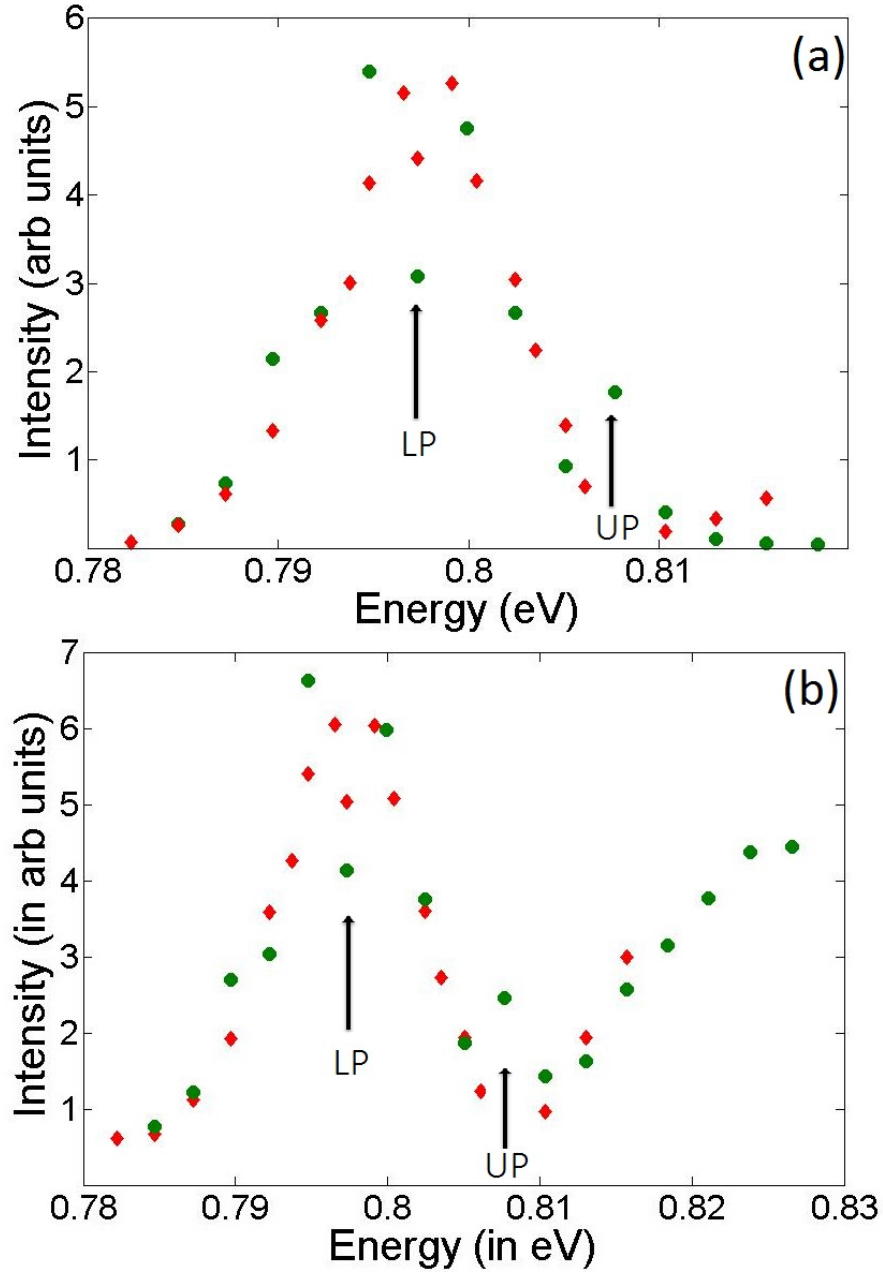 6
(a)
5
4
3
2
1
Intensity (arb units)
LP
UP
0.78
0.79
0.8
0.81
Energy (eV)
7
(b)
6
5
4
3
2
1
Intensity (in arb units)
LP
UP
0.78
0.79
0.8
0.81
0.82
0.83
Energy (in eV)